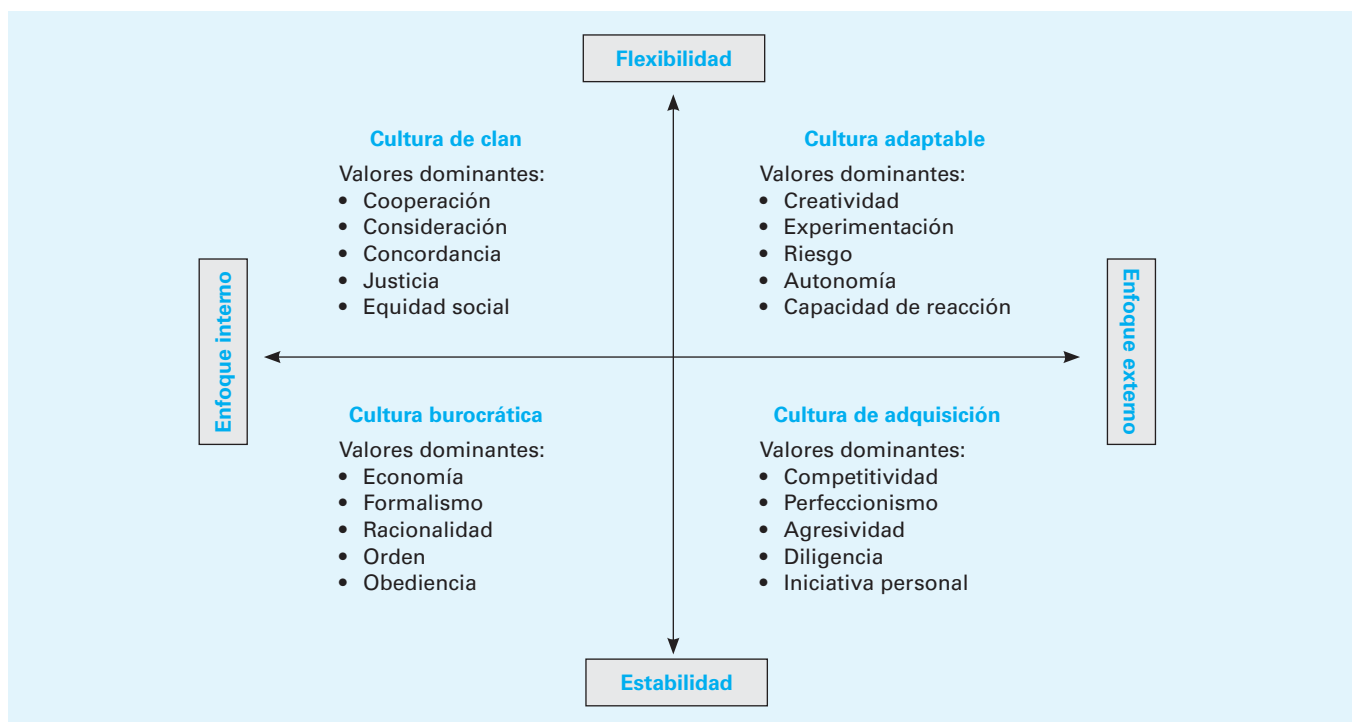 Flexibilidad
Cultura de clan
Valores dominantes:
• Cooperación
• Consideración
• Concordancia
• Justicia
• Equidad social
Cultura adaptable
Valores dominantes:
• Creatividad
• Experimentación
• Riesgo
• Autonomía
• Capacidad de reacción
Enfoque interno
Enfoque externo
Cultura burocrática
Valores dominantes:
• Economía
• Formalismo
• Racionalidad
• Orden
• Obediencia
Cultura de adquisición
Valores dominantes:
• Competitividad
• Perfeccionismo
• Agresividad
• Diligencia
• Iniciativa personal
Estabilidad